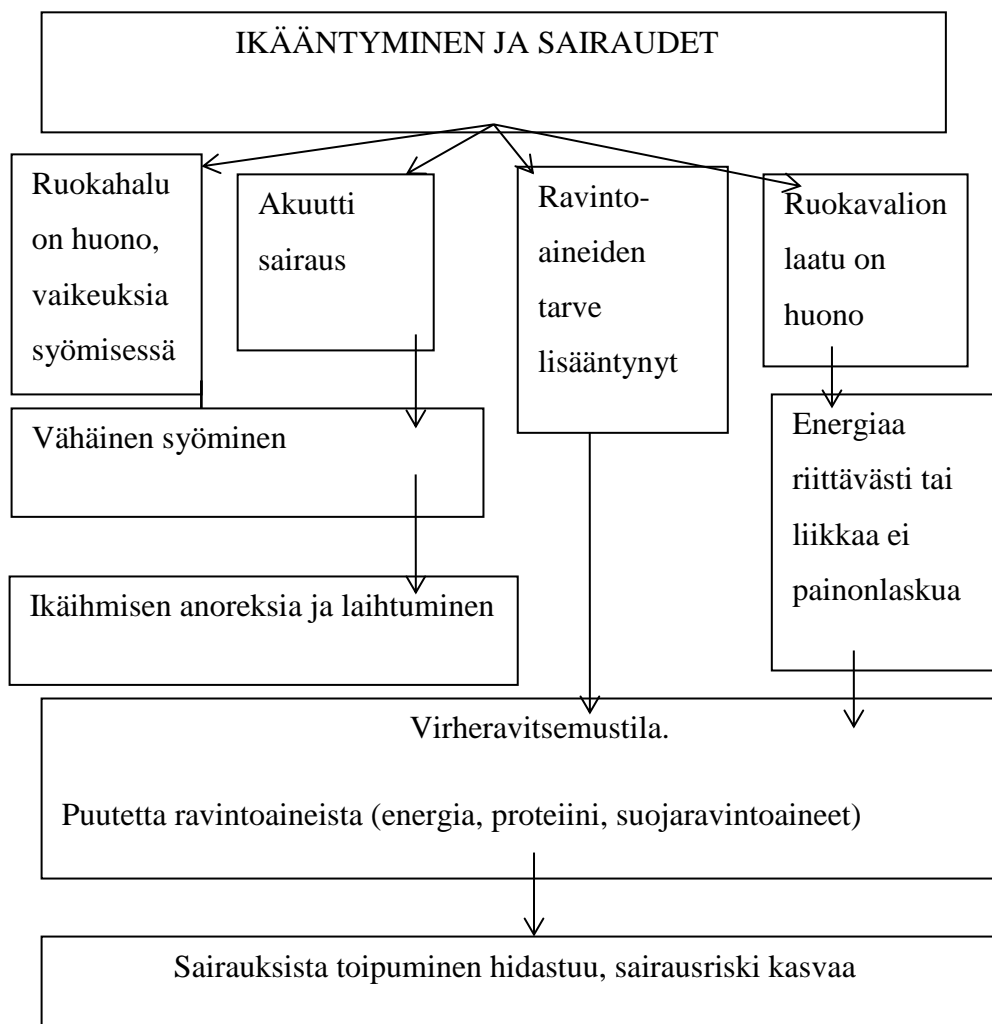 IKÄÄNTYMINEN JA SAIRAUDET
Ruokahalu
on huono,
vaikeuksia
syömisessä
Akuutti
sairaus
Ravinto-
aineiden
tarve
lisääntynyt
Ruokavalion
laatu on
huono
Vähäinen syöminen
Energiaa
riittävästi tai
liikkaa ei
painonlaskua
Ikäihmisen anoreksia ja laihtuminen
Virheravitsemustila.
Puutetta ravintoaineista (energia, proteiini, suojaravintoaineet)
Sairauksista toipuminen hidastuu, sairausriski kasvaa